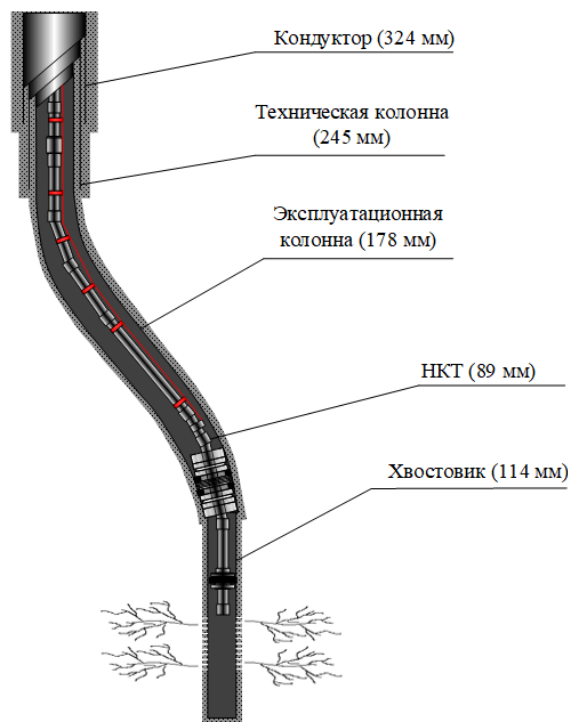 Кондуктор (324 мм)
Техническая колонна
(245 мм)
Эксплуатационная
колонна (178 мм)
НКТ (89 мм)
Хвостовик (114 мм)